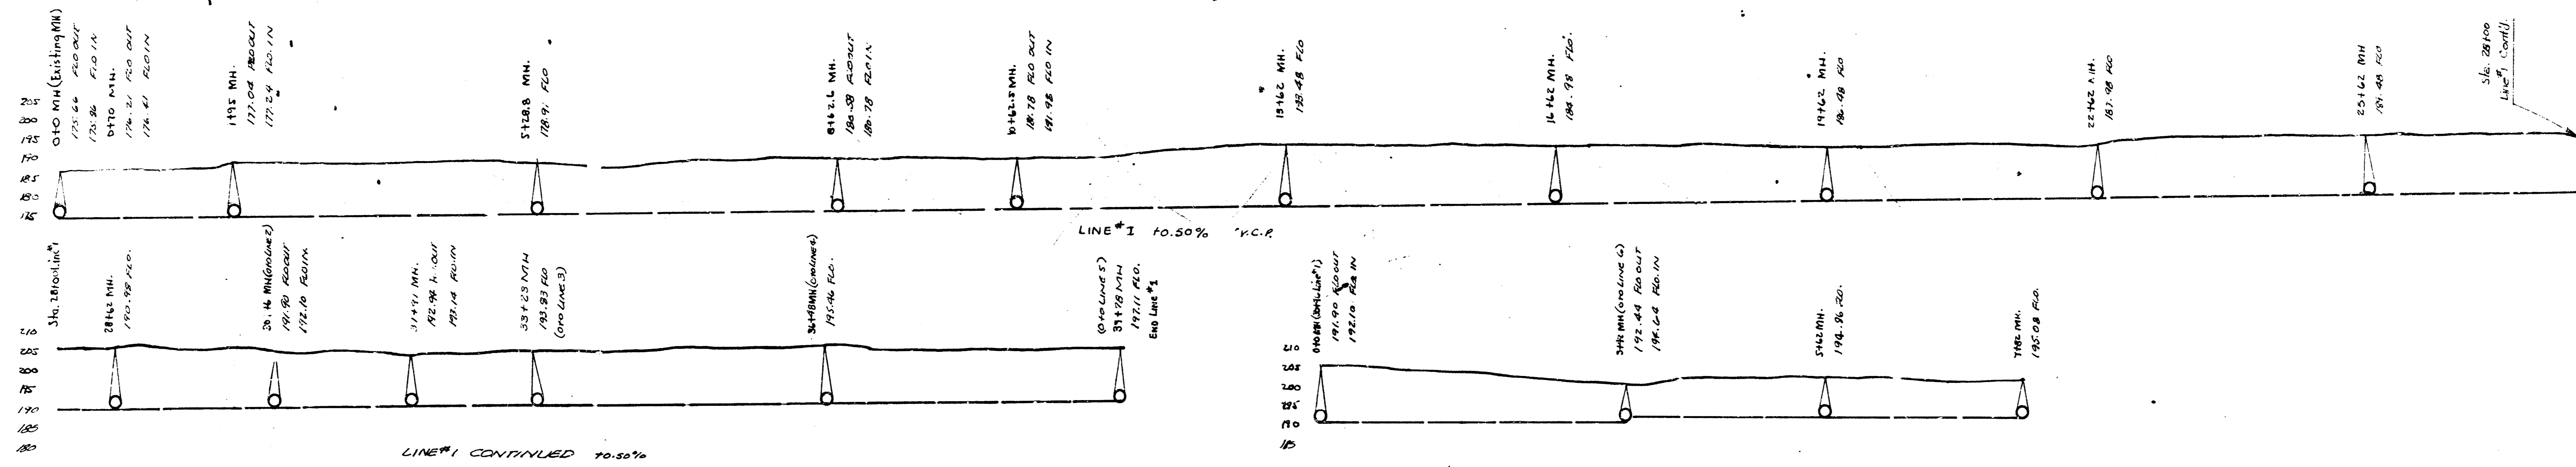 0+0 MH (Existing MH)
175.66 FLO OUT
175.86 FLO IN
0+70 MH.
176.21 FLO OUT
176.41 FLO IN
1+95 MH.
177.04 FLO OUT
177.24 FLO. IN
5+28.8 MH.
178.91 FLO
8+62.6 MH.
180.58 FLO OUT
180.78 FLO IN
10+62.5 MH.
181.78 FLO OUT
181.98 FLO IN
13+62 MH.
183.48 FLO
16+62 MH.
184.98 FLO.
19+62 MH.
186.48 FLO
22+62 MH.
187.98 FLO
25+62 MH
189.48 FLO
Sta. 28+00
Line #1 Cont'd.
205
200
195
190
185
180
175
LINE #1 +0.50% V.C.P.
Sta. 28+00 Line #1
28+62 MH.
190.98 FLO.
MH (0+0 LINE 2)
191.90 FLO OUT
192.10 FLO IN.
31+91 MH.
192.94 OUT
193.14 FLO. IN
33+23 MH
193.83 FLO
(0+0 LINE 3)
36+48 MH (0+0 LINE 4)
195.46 FLO.
(0+0 LINE 5)
39+78 MH
197.11 FLO.
END LINE #1
210
205
200
195
190
185
180
LINE #1 CONTINUED +0.50%
0+0 MH Line #1)
191.90 FLO OUT
192.10 FLO IN
3+42 MH (0+0 LINE 6)
192.44 FLO OUT
194.64 FLO. IN
5+62 MH.
194.86
7+82 MH.
195.08 FLO.
210
205
200
195
190
185